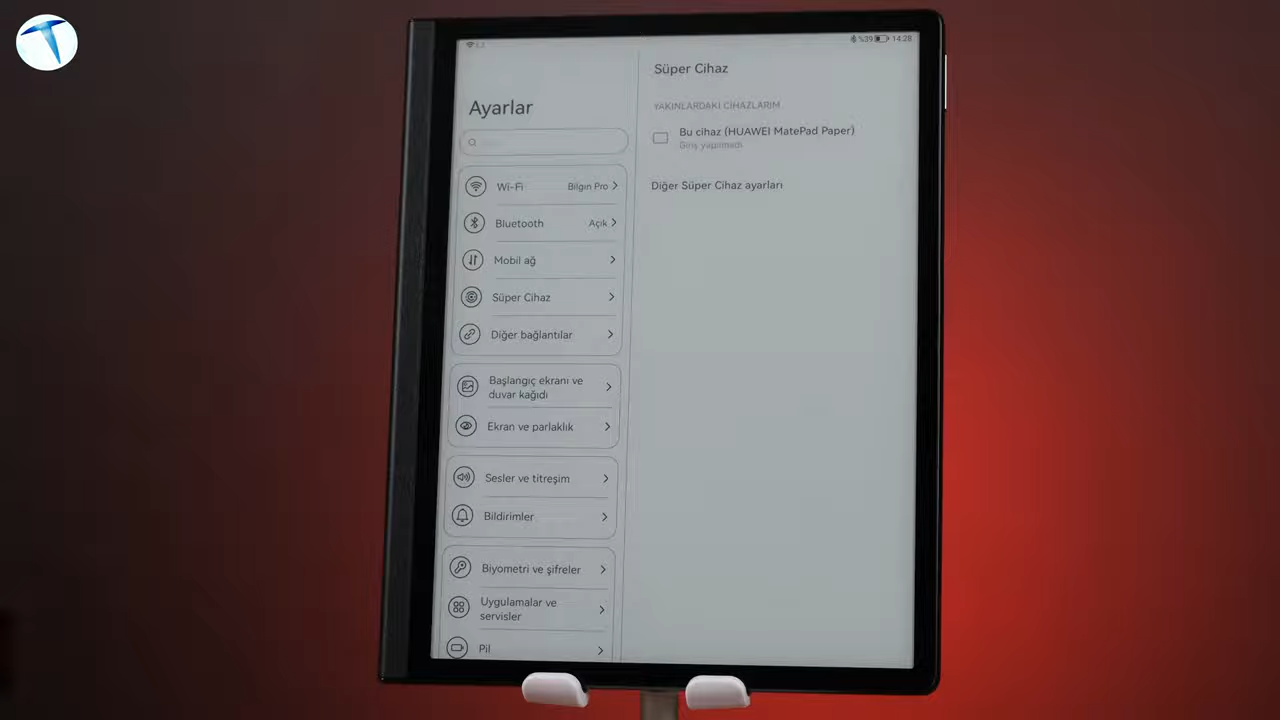 %39 14:28
Ayarlar
Wi-Fi Bilgin Pro
Bluetooth Açık
Mobil ağ
Süper Cihaz
Diğer bağlantılar
Başlangıç ekranı ve
duvar kağıdı
Ekran ve parlaklık
Sesler ve titreşim
Bildirimler
Biyometri ve şifreler
Uygulamalar ve
servisler
Pil
Süper Cihaz
YAKINLARDAKİ CİHAZLARIM
Bu cihaz (HUAWEI MatePad Paper)
Giriş yapılmadı
Diğer Süper Cihaz ayarları